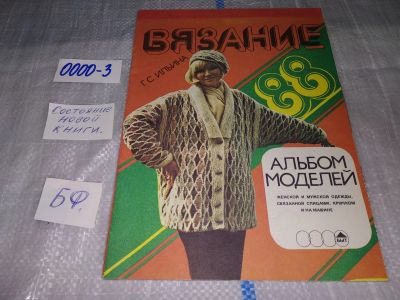 ВЯЗАНИЕ
Г.С. ИЛЬИНА
88
0000-3
Состояние
новой
книги.
БФ
АЛЬБОМ
МОДЕЛЕЙ
ЖЕНСКОЙ И МУЖСКОЙ ОДЕЖДЫ,
СВЯЗАННОЙ СПИЦАМИ, КРЮЧКОМ
И НА МАШИНЕ
БЫТ